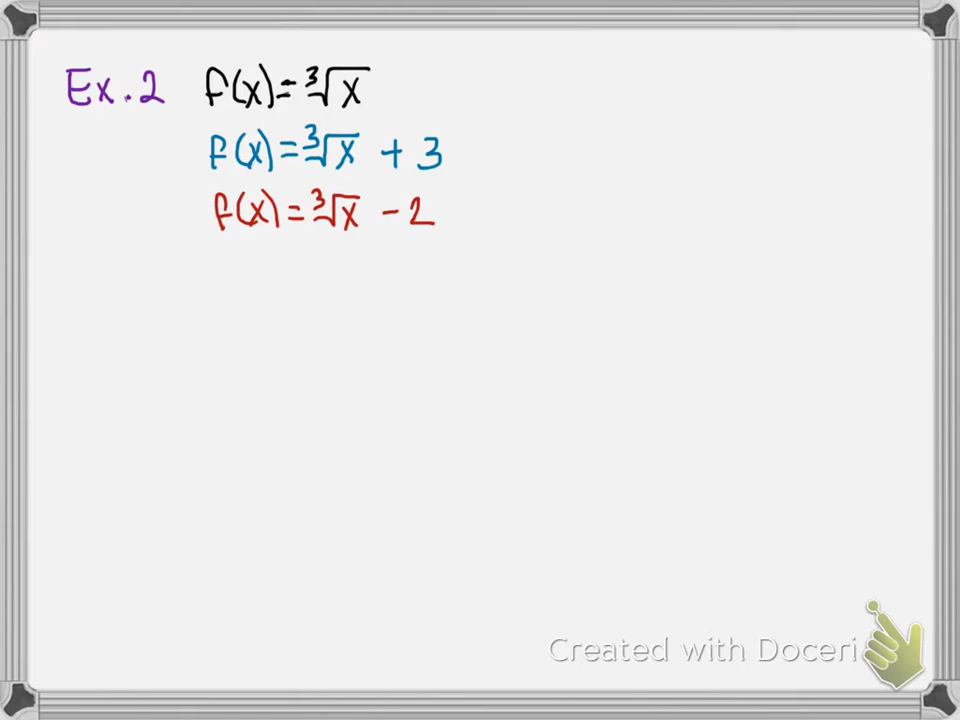 Ex. 2 f(x) = ∛x
f(x) = ∛x + 3
f(x) = ∛x - 2
Created with Doceri